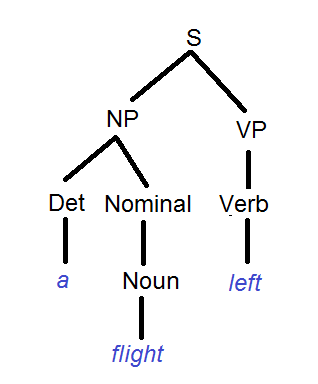 S
NP VP
Det Nominal Verb
a Noun left
flight